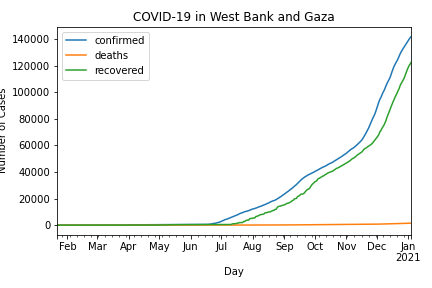 COVID-19 in West Bank and Gaza
confirmed
deaths
recovered
140000
120000
100000
80000
60000
40000
20000
0
Number of Cases
Feb Mar Apr May Jun Jul Aug Sep Oct Nov Dec Jan
2021
Day